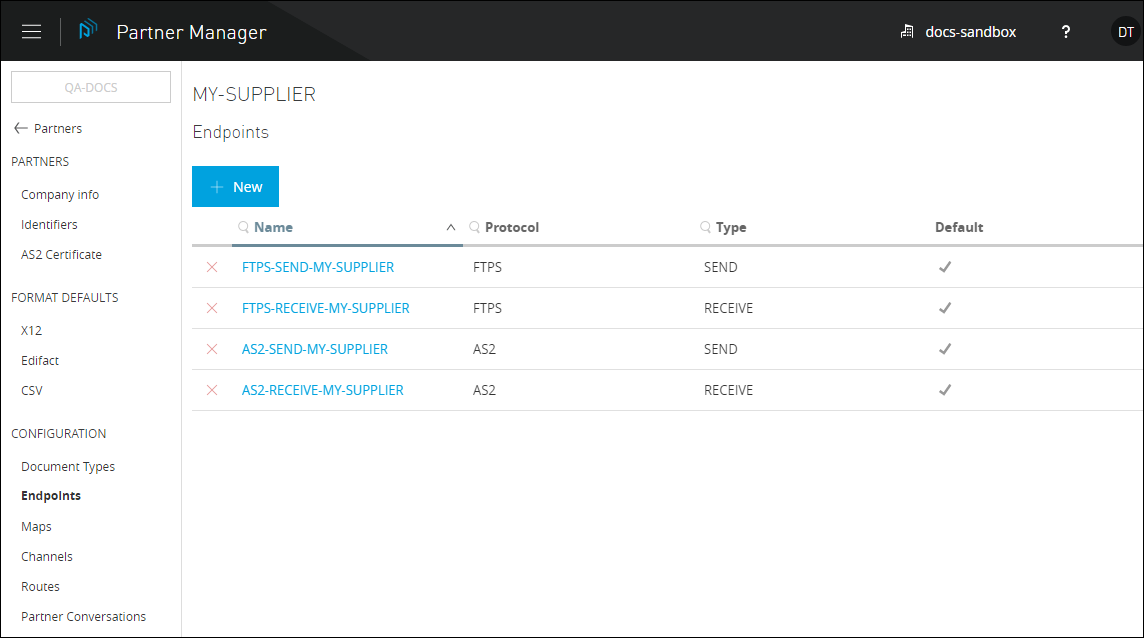 Partner Manager
docs-sandbox
?
DT
QA-DOCS
Partners
PARTNERS
Company info
Identifiers
AS2 Certificate
FORMAT DEFAULTS
X12
Edifact
CSV
CONFIGURATION
Document Types
Endpoints
Maps
Channels
Routes
Partner Conversations
MY-SUPPLIER
Endpoints
New
Name Protocol Type Default
FTPS-SEND-MY-SUPPLIER FTPS SEND
FTPS-RECEIVE-MY-SUPPLIER FTPS RECEIVE
AS2-SEND-MY-SUPPLIER AS2 SEND
AS2-RECEIVE-MY-SUPPLIER AS2 RECEIVE